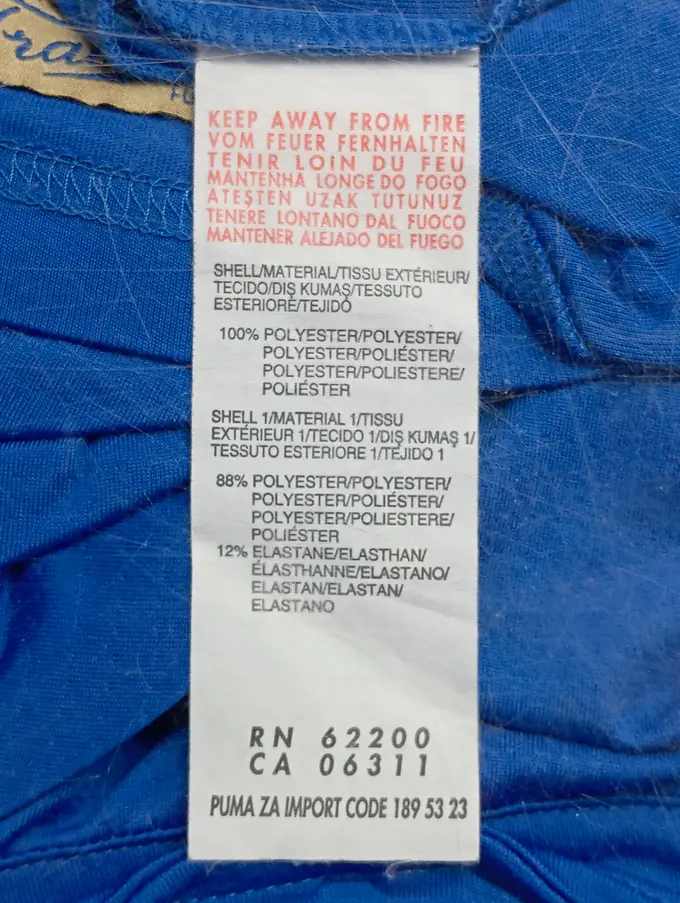 KEEP AWAY FROM FIRE
VOM FEUER FERNHALTEN
TENIR LOIN DU FEU
MANTENHA LONGE DO FOGO
ATEŞTEN UZAK TUTUNUZ
TENERE LONTANO DAL FUOCO
MANTENER ALEJADO DEL FUEGO
SHELL/MATERIAL/TISSU EXTÉRIEUR/
TECIDO/DIŞ KUMAŞ/TESSUTO
ESTERIORE/TEJIDO
100% POLYESTER/POLYESTER/
POLYESTER/POLIÉSTER/
POLYESTER/POLIESTERE/
POLIÉSTER
SHELL 1/MATERIAL 1/TISSU
EXTÉRIEUR 1/TECIDO 1/DIŞ KUMAŞ 1/
TESSUTO ESTERIORE 1/TEJIDO 1
88% POLYESTER/POLYESTER/
POLYESTER/POLIÉSTER/
POLYESTER/POLIESTERE/
POLIÉSTER
12% ELASTANE/ELASTHAN/
ÉLASTHANNE/ELASTANO/
ELASTAN/ELASTAN/
ELASTANO
RN 62200
CA 06311
PUMA ZA IMPORT CODE 189 53 23